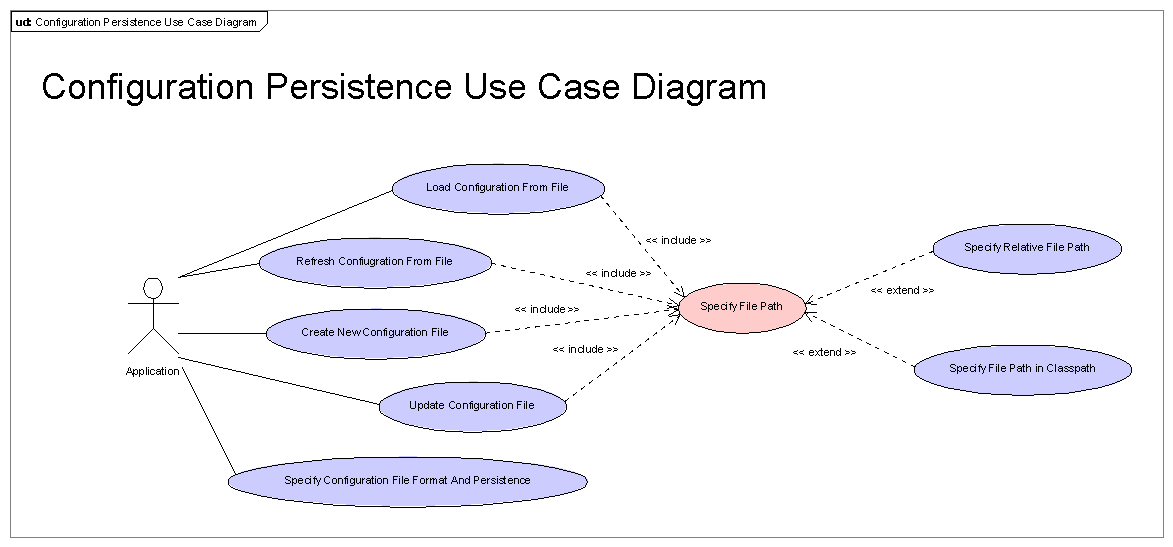 ud: Configuration Persistence Use Case Diagram
Configuration Persistence Use Case Diagram
Load Configuration From File
<< include >>
Refresh Confiugration From File
<< include >>
Specify Relative File Path
<< extend >>
Specify File Path
<< include >>
Create New Configuration File
<< include >>
<< extend >>
Application
Specify File Path in Classpath
Update Configuration File
Specify Configuration File Format And Persistence